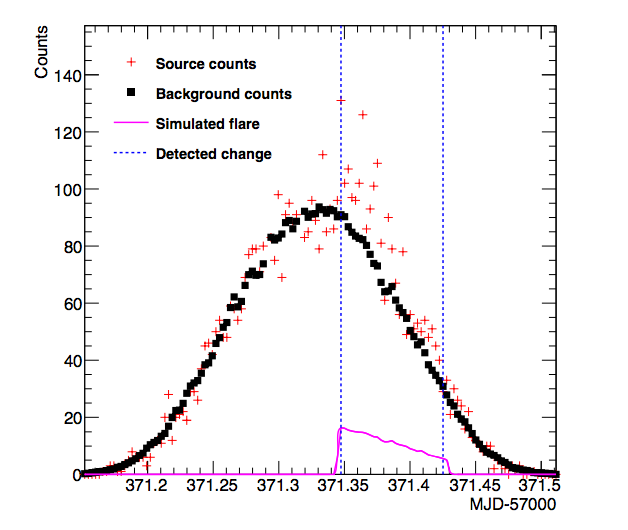 Counts
140
120
100
80
60
40
20
0
Source counts
Background counts
Simulated flare
Detected change
371.2 371.25 371.3 371.35 371.4 371.45 371.5
MJD-57000